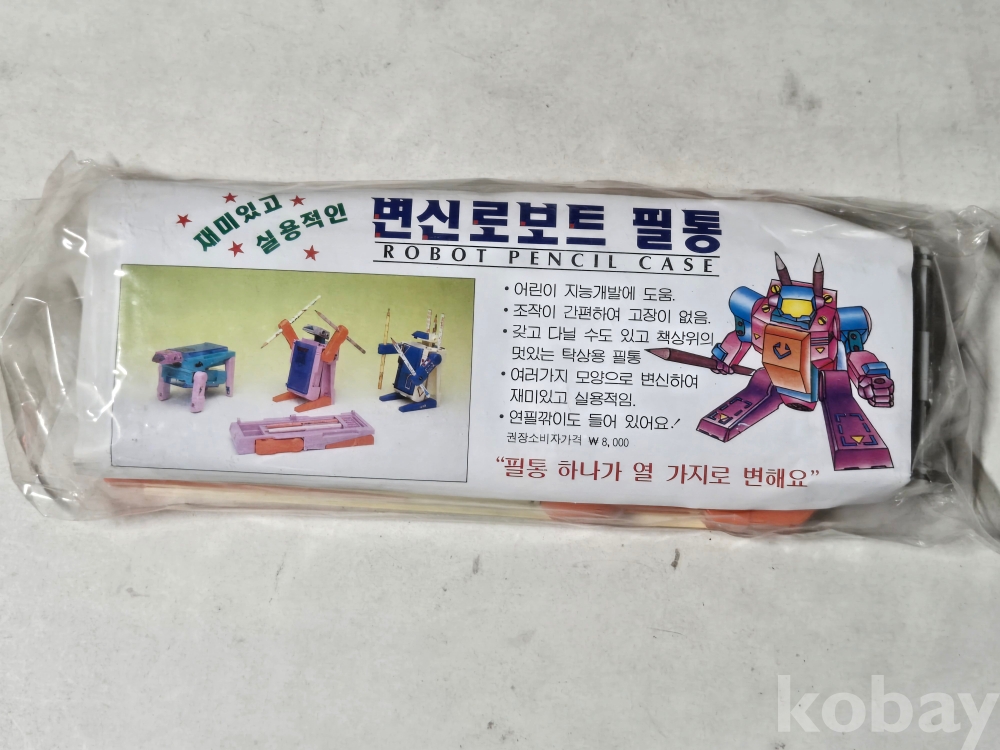 재미있고
실용적인
변신로보트 필통
ROBOT PENCIL CASE
• 어린이 지능개발에 도움.
• 조작이 간편하여 고장이 없음.
• 갖고 다닐 수도 있고 책상위의
멋있는 탁상용 필통
• 여러가지 모양으로 변신하여
재미있고 실용적임.
• 연필깎이도 들어 있어요!
권장소비자가격 ₩8,000
“필통 하나가 열 가지로 변해요”
kobay